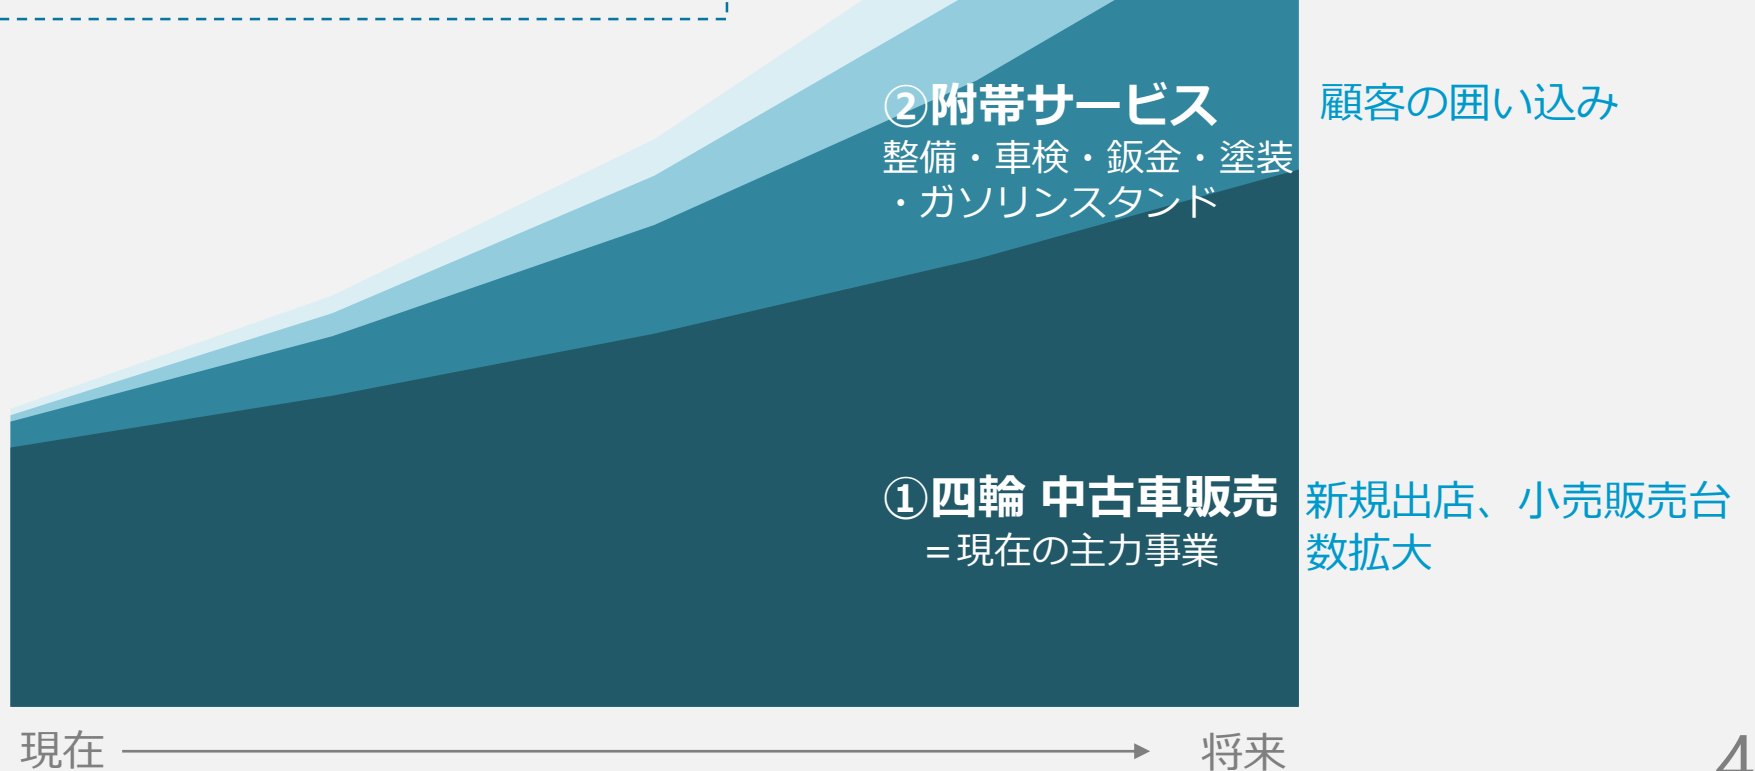 ②附帯サービス
整備・車検・鈑金・塗装
・ガソリンスタンド
顧客の囲い込み
①四輪 中古車販売
＝現在の主力事業
新規出店、小売販売台
数拡大
現在
将来
4